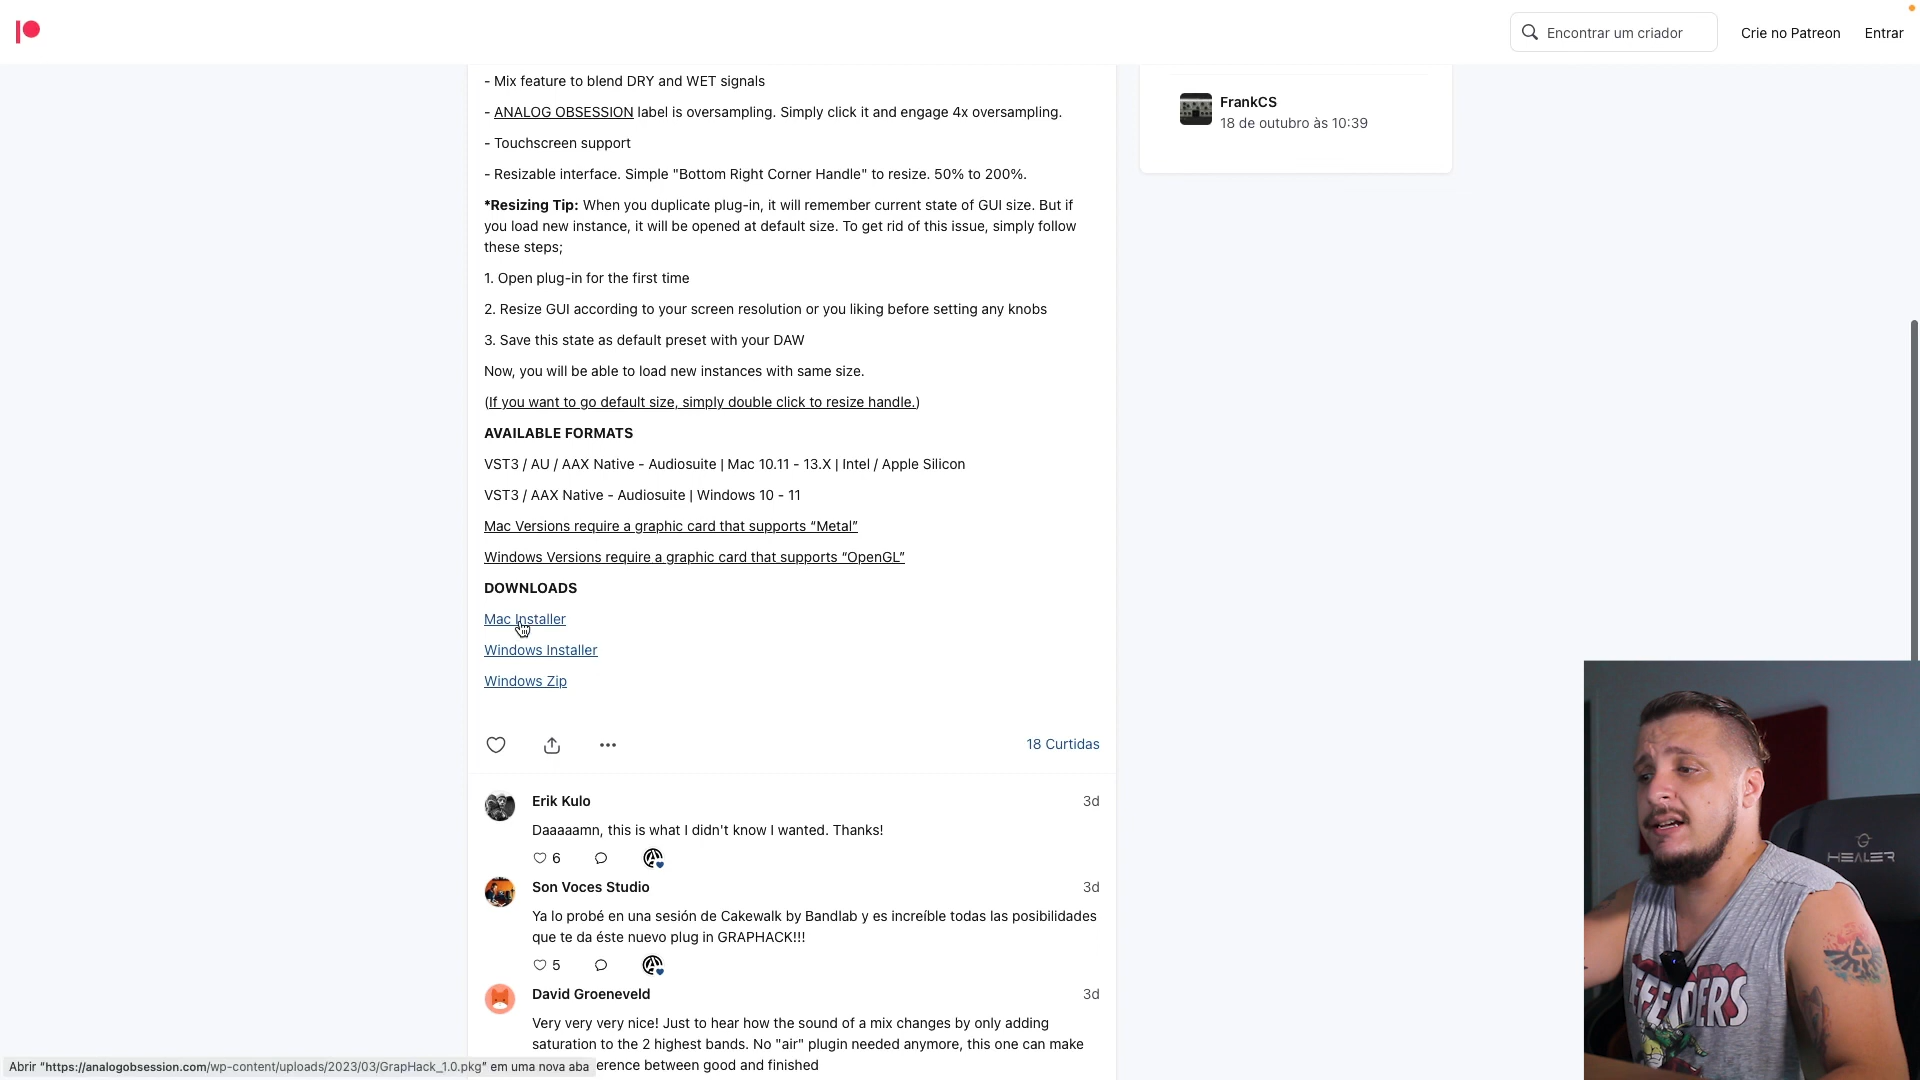 Encontrar um criador
Crie no Patreon
Entrar
- Mix feature to blend DRY and WET signals
- ANALOG OBSESSION label is oversampling. Simply click it and engage 4x oversampling.
- Touchscreen support
- Resizable interface. Simple "Bottom Right Corner Handle" to resize. 50% to 200%.
*Resizing Tip: When you duplicate plug-in, it will remember current state of GUI size. But if
you load new instance, it will be opened at default size. To get rid of this issue, simply follow
these steps;
1. Open plug-in for the first time
2. Resize GUI according to your screen resolution or you liking before setting any knobs
3. Save this state as default preset with your DAW
Now, you will be able to load new instances with same size.
(If you want to go default size, simply double click to resize handle.)
AVAILABLE FORMATS
VST3 / AU / AAX Native - Audiosuite | Mac 10.11 - 13.X | Intel / Apple Silicon
VST3 / AAX Native - Audiosuite | Windows 10 - 11
Mac Versions require a graphic card that supports “Metal”
Windows Versions require a graphic card that supports “OpenGL”
DOWNLOADS
Mac Installer
Windows Installer
Windows Zip
18 Curtidas
Erik Kulo
3d
Daaaaamn, this is what I didn't know I wanted. Thanks!
6
Son Voces Studio
3d
Ya lo probé en una sesión de Cakewalk by Bandlab y es increíble todas las posibilidades
que te da éste nuevo plug in GRAPHACK!!!
5
David Groeneveld
3d
Very very very nice! Just to hear how the sound of a mix changes by only adding
saturation to the 2 highest bands. No "air" plugin needed anymore, this one can make
erence between good and finished
Abrir "https://analogobsession.com/wp-content/uploads/2023/03/GrapHack_1.0.pkg" em uma nova aba
FrankCS
18 de outubro às 10:39
HEALER